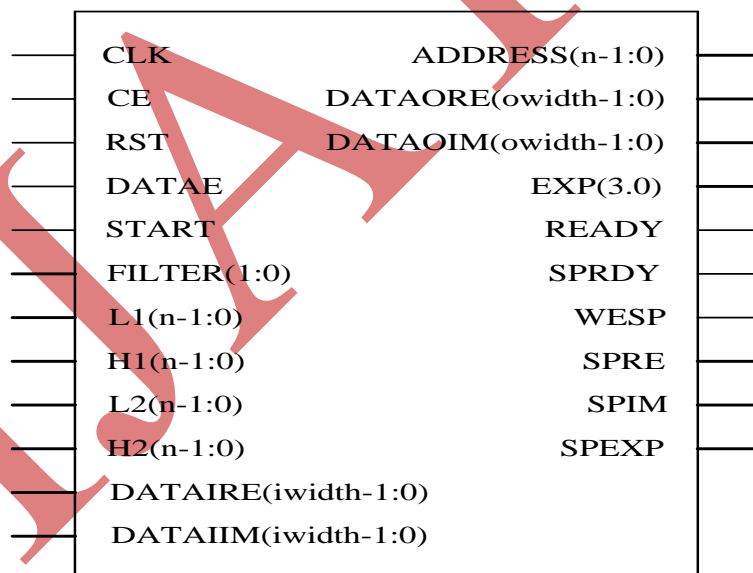 CLK
CE
RST
DATAE
START
FILTER(1:0)
L1(n-1:0)
H1(n-1:0)
L2(n-1:0)
H2(n-1:0)
DATAIRE(iwidth-1:0)
DATAIIM(iwidth-1:0)
ADDRESS(n-1:0)
DATAORE(owidth-1:0)
DATAOIM(owidth-1:0)
EXP(3.0)
READY
SPRDY
WESP
SPRE
SPIM
SPEXP